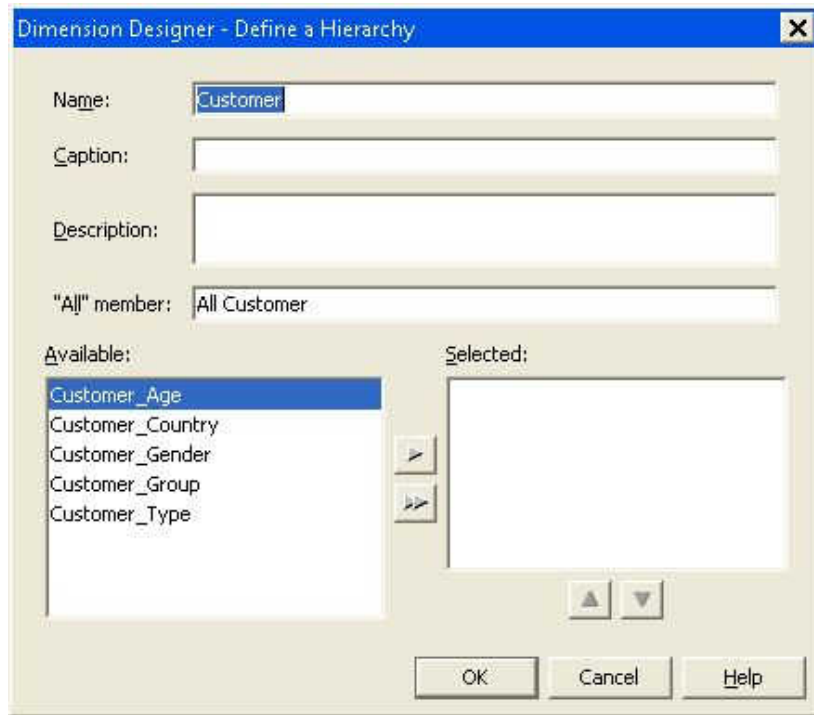 Dimension Designer - Define a Hierarchy
Name: Customer
Caption:
Description:
"All" member: All Customer
Available:
Selected:
Customer_Age
Customer_Country
Customer_Gender
Customer_Group
Customer_Type
OK
Cancel
Help